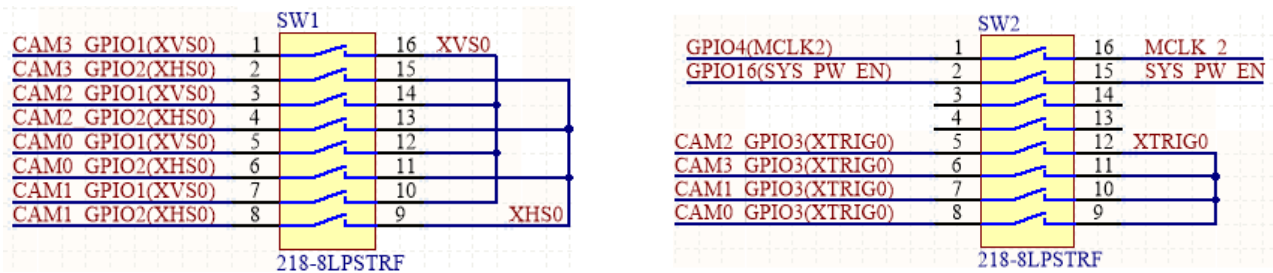 SW1
CAM3 GPIO1(XVS0) 1 16 XVS0
CAM3 GPIO2(XHS0) 2 15
CAM2 GPIO1(XVS0) 3 14
CAM2 GPIO2(XHS0) 4 13
CAM0 GPIO1(XVS0) 5 12
CAM0 GPIO2(XHS0) 6 11
CAM1 GPIO1(XVS0) 7 10
CAM1 GPIO2(XHS0) 8 9 XHS0
218-8LPSTRF
SW2
GPIO4(MCLK2) 1 16 MCLK 2
GPIO16(SYS PW EN) 2 15 SYS PW EN
3 14
4 13
CAM2 GPIO3(XTRIG0) 5 12 XTRIG0
CAM3 GPIO3(XTRIG0) 6 11
CAM1 GPIO3(XTRIG0) 7 10
CAM0 GPIO3(XTRIG0) 8 9
218-8LPSTRF